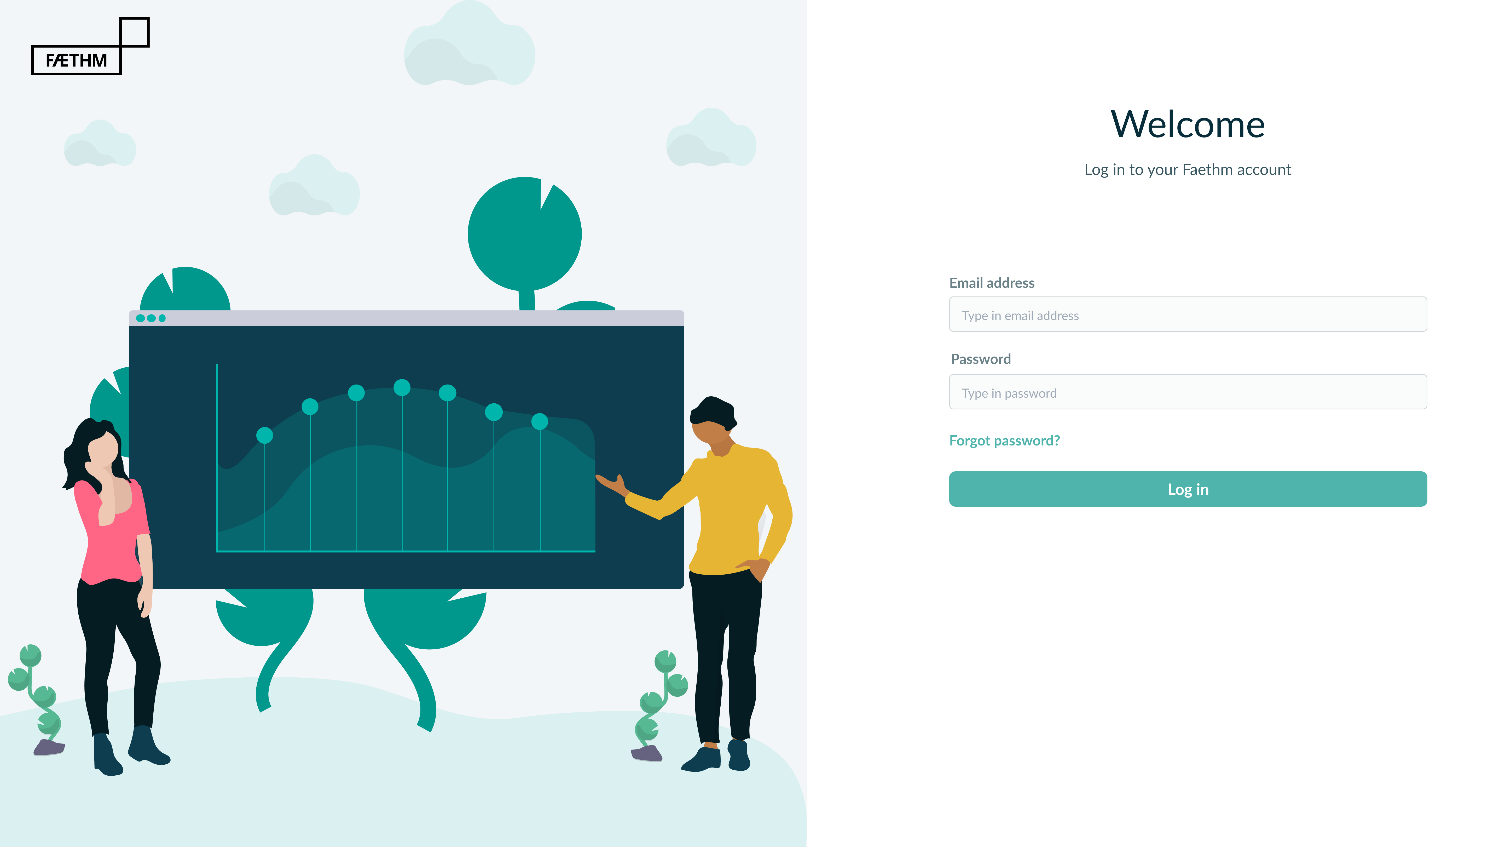 FÆTHM
Welcome
Log in to your Faethm account
Email address
Type in email address
Password
Type in password
Forgot password?
Log in